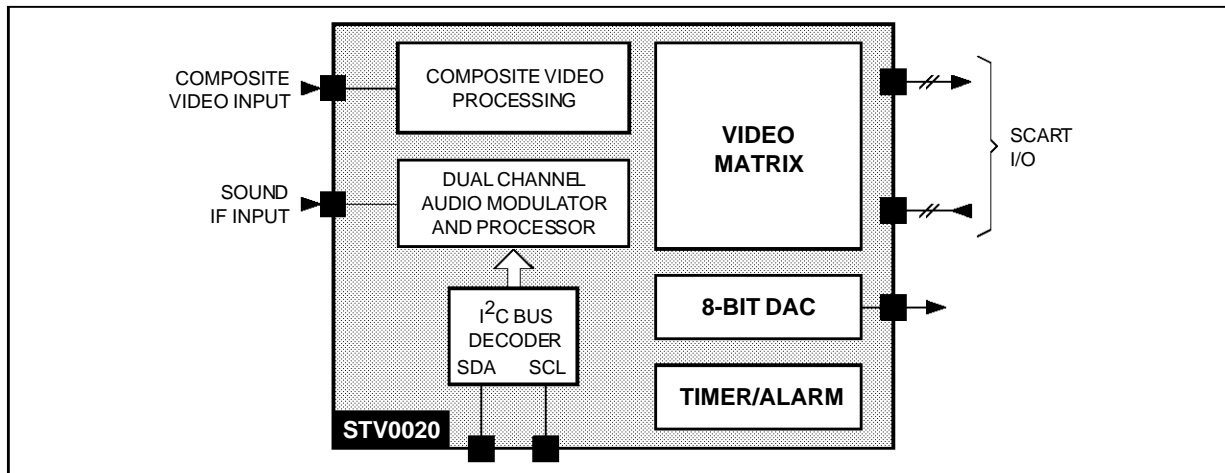 COMPOSITE
VIDEO INPUT
COMPOSITE VIDEO
PROCESSING
VIDEO
MATRIX
SCART
I/O
SOUND
IF INPUT
DUAL CHANNEL
AUDIO MODULATOR
AND PROCESSOR
I²C BUS
DECODER
SDA SCL
8-BIT DAC
TIMER/ALARM
STV0020